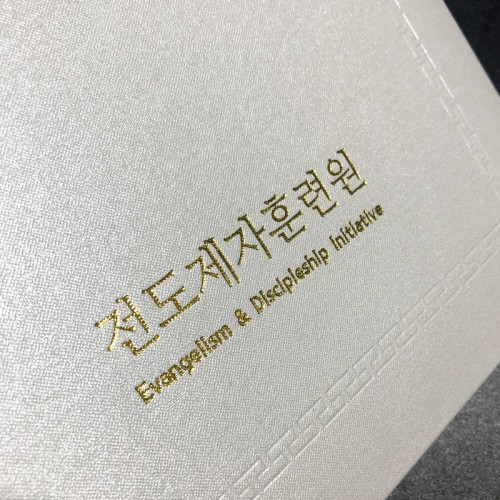 전도제자훈련원
Evangelism & Discipleship Initiative